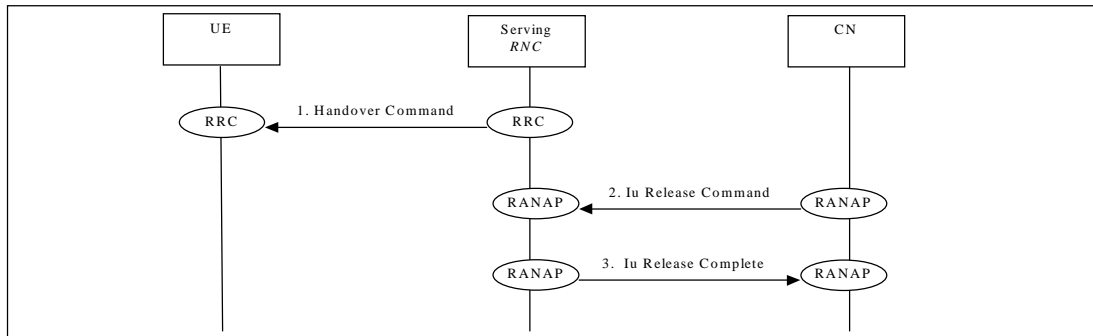 UE
Serving
RNC
CN
1. Handover Command
RRC
RRC
2. Iu Release Command
RANAP
RANAP
3. Iu Release Complete
RANAP
RANAP